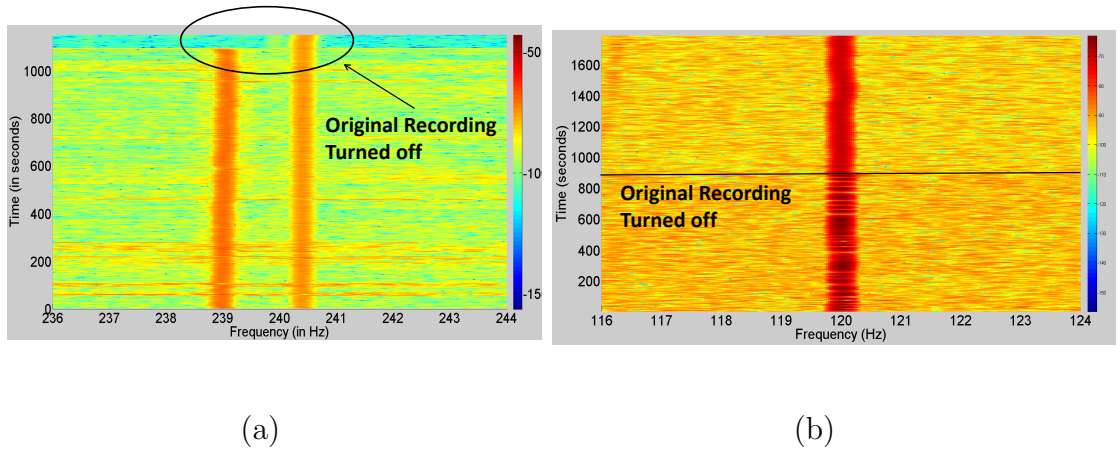 Time (in seconds)
1000
800
600
400
200
0
236 237 238 239 240 241 242 243 244
Frequency (in Hz)
Original Recording
Turned off
-50
-10
-15
(a)
Time (seconds)
1600
1400
1200
1000
800
600
400
200
116 117 118 119 120 121 122 123 124
Frequency (Hz)
Original Recording
Turned off
(b)